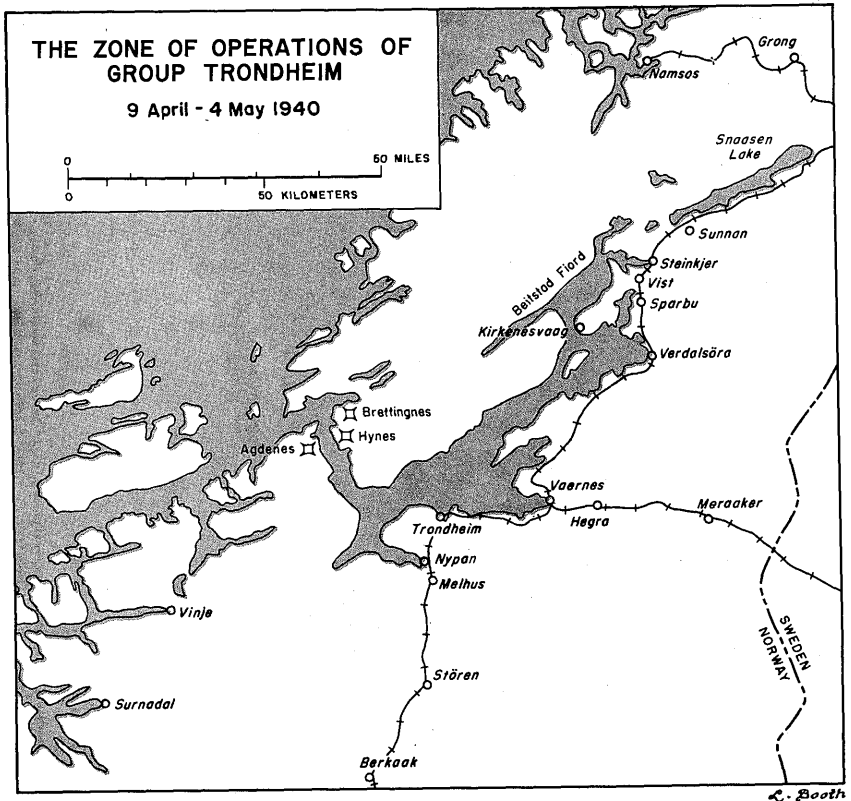 THE ZONE OF OPERATIONS OF
GROUP TRONDHEIM
9 April - 4 May 1940
0 50 MILES
0 50 KILOMETERS
Grong
Namsos
Snaasen
Lake
Sunnan
Steinkjer
Beitstad Fiord
Vist
Sparbu
Kirkenesvaag
Verdalsöra
Brettingnes
Hynes
Agdenes
Vaernes
Meraaker
Hegra
Trondheim
Nypan
Melhus
Vinje
SWEDEN
NORWAY
Stören
Surnadal
Berkaak
L. Booth